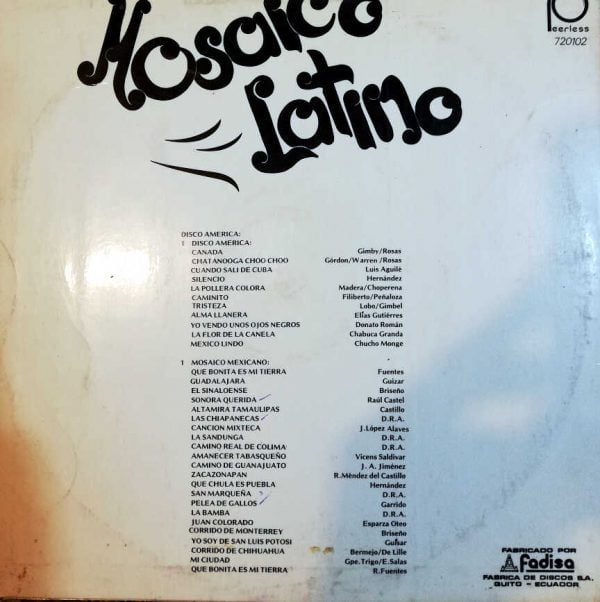 Mosaico
Latino
Peerless
720102
DISCO AMERICA:
1 DISCO AMERICA:
CANADA Gimby/Rosas
CHATANOOGA CHOO CHOO Górdon/Warren /Rosas
CUANDO SALI DE CUBA Luis Aguilé
SILENCIO Hernández
LA POLLERA COLORA Madera/Choperena
CAMINITO Filiberto/Peñaloza
TRISTEZA Lobo/Gimbel
ALMA LLANERA Elías Gutiérres
YO VENDO UNOS OJOS NEGROS Donato Román
LA FLOR DE LA CANELA Chabuca Granda
MEXICO LINDO Chucho Monge
1 MOSAICO MEXICANO:
QUE BONITA ES MI TIERRA Fuentes
GUADALAJARA Guizar
EL SINALOENSE Briseño
SONORA QUERIDA Raúl Castel
ALTAMIRA TAMAULIPAS Castillo
LAS CHIAPANECAS D.R.A.
CANCION MIXTECA J.López Alaves
LA SANDUNGA D.R.A.
CAMINO REAL DE COLIMA D.R.A.
AMANECER TABASQUEÑO Vicens Saldivar
CAMINO DE GUANAJUATO J. A. Jiménez
ZACAZONAPAN R.Méndez del Castillo
QUE CHULA ES PUEBLA Hernández
SAN MARQUEÑA D.R.A.
PELEA DE GALLOS Garrido
LA BAMBA D.R.A.
JUAN COLORADO Esparza Oteo
CORRIDO DE MONTERREY Briseño
YO SOY DE SAN LUIS POTOSI Guisar
CORRIDO DE CHIHUAHUA Bermejo/De Lille
MI CIUDAD Gpe.Trigo/E.Salas
QUE BONITA ES MI TIERRA R.Fuentes
FABRICADO POR
Fadisa
FABRICA DE DISCOS S.A.
QUITO - ECUADOR